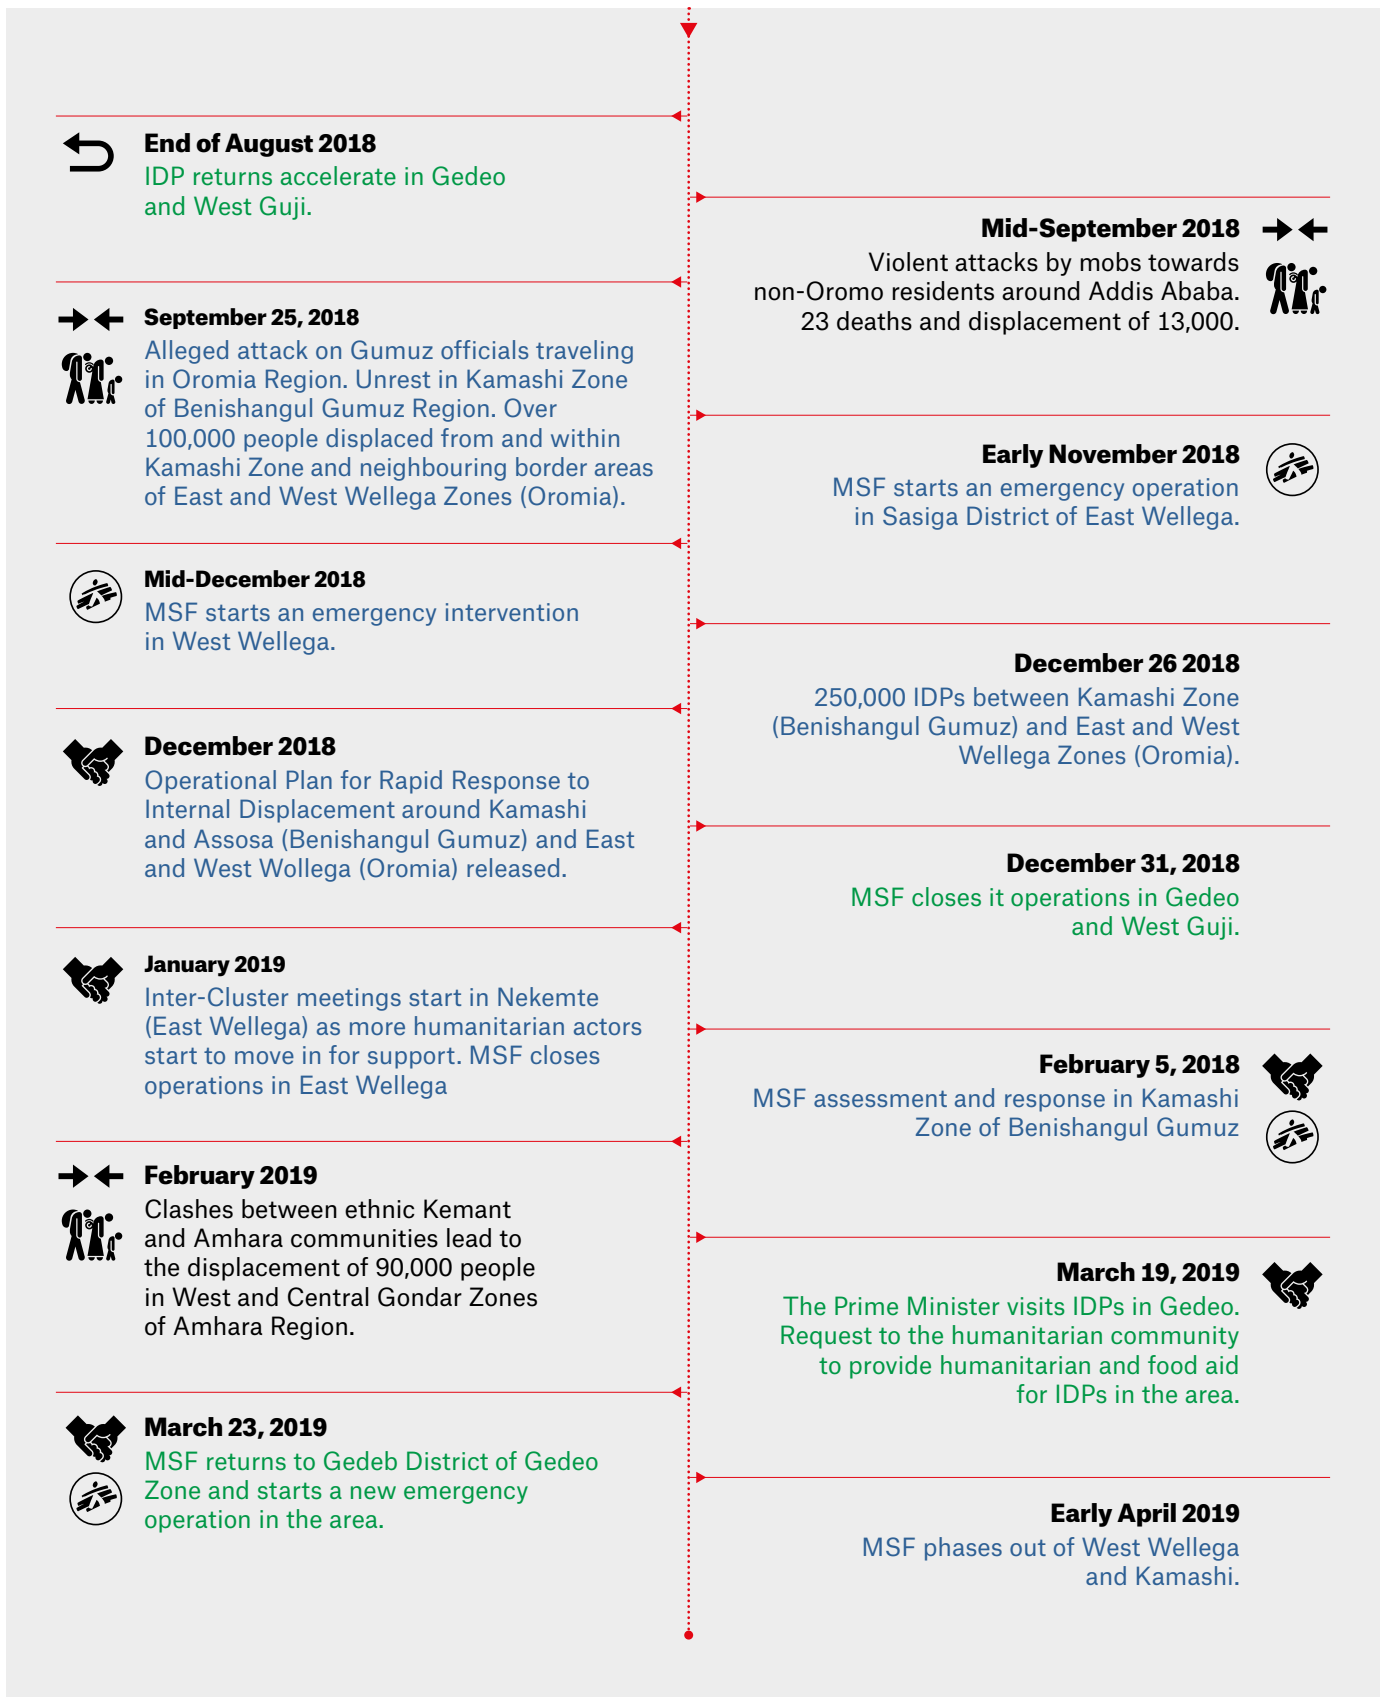 End of August 2018
IDP returns accelerate in Gedeo
and West Guji.
Mid-September 2018
Violent attacks by mobs towards
non-Oromo residents around Addis Ababa.
23 deaths and displacement of 13,000.
September 25, 2018
Alleged attack on Gumuz officials traveling
in Oromia Region. Unrest in Kamashi Zone
of Benishangul Gumuz Region. Over
100,000 people displaced from and within
Kamashi Zone and neighbouring border areas
of East and West Wellega Zones (Oromia).
Early November 2018
MSF starts an emergency operation
in Sasiga District of East Wellega.
Mid-December 2018
MSF starts an emergency intervention
in West Wellega.
December 26 2018
250,000 IDPs between Kamashi Zone
(Benishangul Gumuz) and East and West
Wellega Zones (Oromia).
December 2018
Operational Plan for Rapid Response to
Internal Displacement around Kamashi
and Assosa (Benishangul Gumuz) and East
and West Wollega (Oromia) released.
December 31, 2018
MSF closes it operations in Gedeo
and West Guji.
January 2019
Inter-Cluster meetings start in Nekemte
(East Wellega) as more humanitarian actors
start to move in for support. MSF closes
operations in East Wellega
February 5, 2018
MSF assessment and response in Kamashi
Zone of Benishangul Gumuz
February 2019
Clashes between ethnic Kemant
and Amhara communities lead to
the displacement of 90,000 people
in West and Central Gondar Zones
of Amhara Region.
March 19, 2019
The Prime Minister visits IDPs in Gedeo.
Request to the humanitarian community
to provide humanitarian and food aid
for IDPs in the area.
March 23, 2019
MSF returns to Gedeb District of Gedeo
Zone and starts a new emergency
operation in the area.
Early April 2019
MSF phases out of West Wellega
and Kamashi.